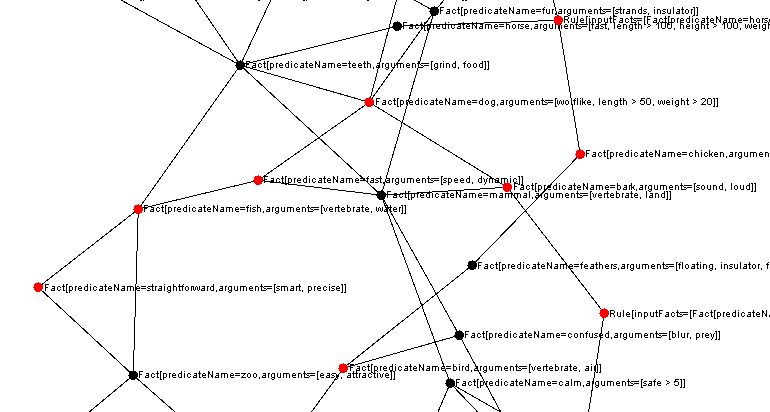 Fact[predicateName=fur,arguments=[strands, insulator]]
Rule[inputFacts=[Fact[predicateName=horse
Fact[predicateName=horse,arguments=[fast, length > 100, height > 100, weigh
Fact[predicateName=teeth,arguments=[grind, food]]
Fact[predicateName=dog,arguments=[wolflike, length > 50, weight > 20]]
Fact[predicateName=chicken,argumen
Fact[predicateName=fast,arguments=[speed, dynamic]]
Fact[predicateName=bark,arguments=[sound, loud]]
Fact[predicateName=mammal,arguments=[vertebrate, land]]
Fact[predicateName=fish,arguments=[vertebrate, water]]
Fact[predicateName=feathers,arguments=[floating, insulator, f
Fact[predicateName=straightforward,arguments=[smart, precise]]
Rule[inputFacts=[Fact[predicateNa
Fact[predicateName=confused,arguments=[blur, prey]]
Fact[predicateName=bird,arguments=[vertebrate, air]]
Fact[predicateName=zoo,arguments=[easy, attractive]]
Fact[predicateName=calm,arguments=[safe > 5]]